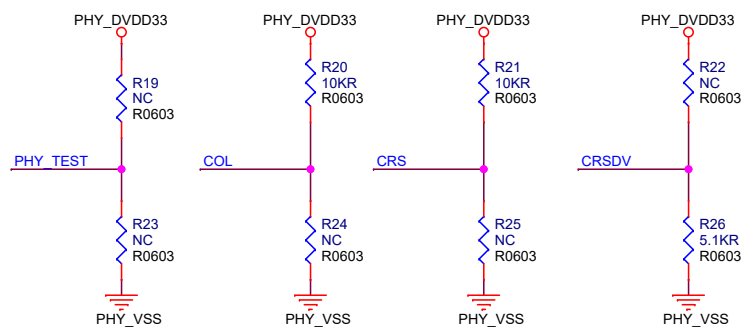 PHY_DVDD33 PHY_DVDD33 PHY_DVDD33 PHY_DVDD33
R19 R20 R21 R22
NC 10KR 10KR NC
R0603 R0603 R0603 R0603
PHY_TEST COL CRS CRSDV
R23 R24 R25 R26
NC NC NC 5.1KR
R0603 R0603 R0603 R0603
PHY_VSS PHY_VSS PHY_VSS PHY_VSS